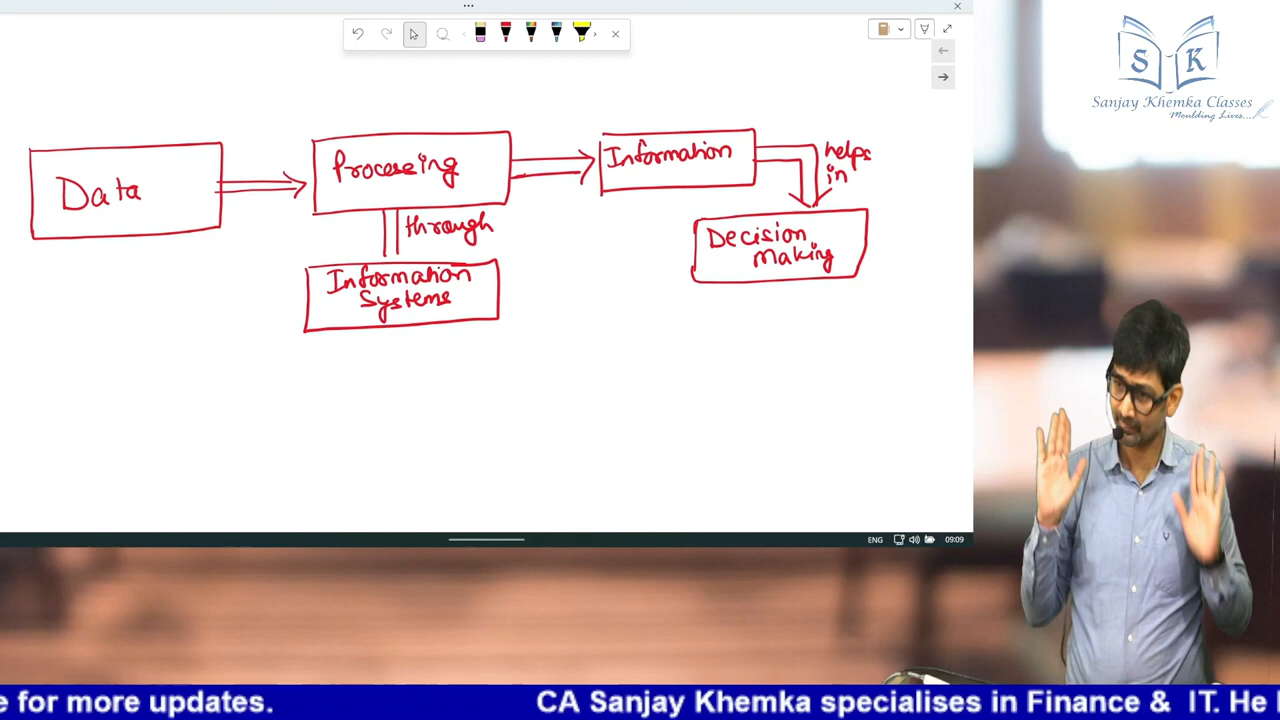 S K
Sanjay Khemka Classes
Moulding Lives...
Data
Processing
Information
helps
in
through
Decision
Making
Information
Systems
ENG
09:09
e for more updates.
CA Sanjay Khemka specialises in Finance & IT. He